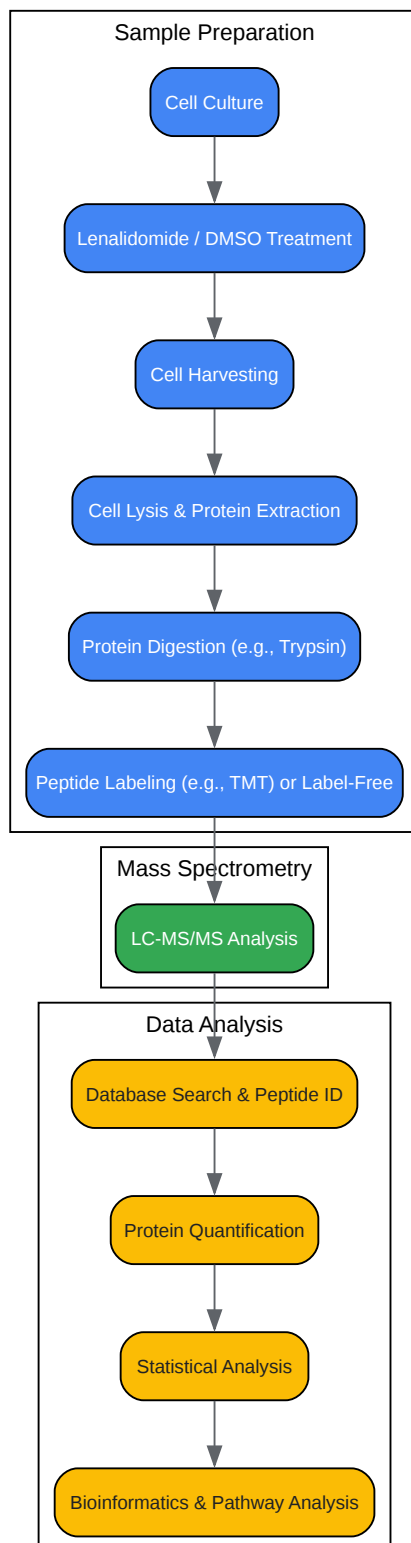 Sample Preparation
Cell Culture
Lenalidomide / DMSO Treatment
Cell Harvesting
Cell Lysis & Protein Extraction
Protein Digestion (e.g., Trypsin)
Peptide Labeling (e.g., TMT) or Label-Free
Mass Spectrometry
LC-MS/MS Analysis
Data Analysis
Database Search & Peptide ID
Protein Quantification
Statistical Analysis
Bioinformatics & Pathway Analysis